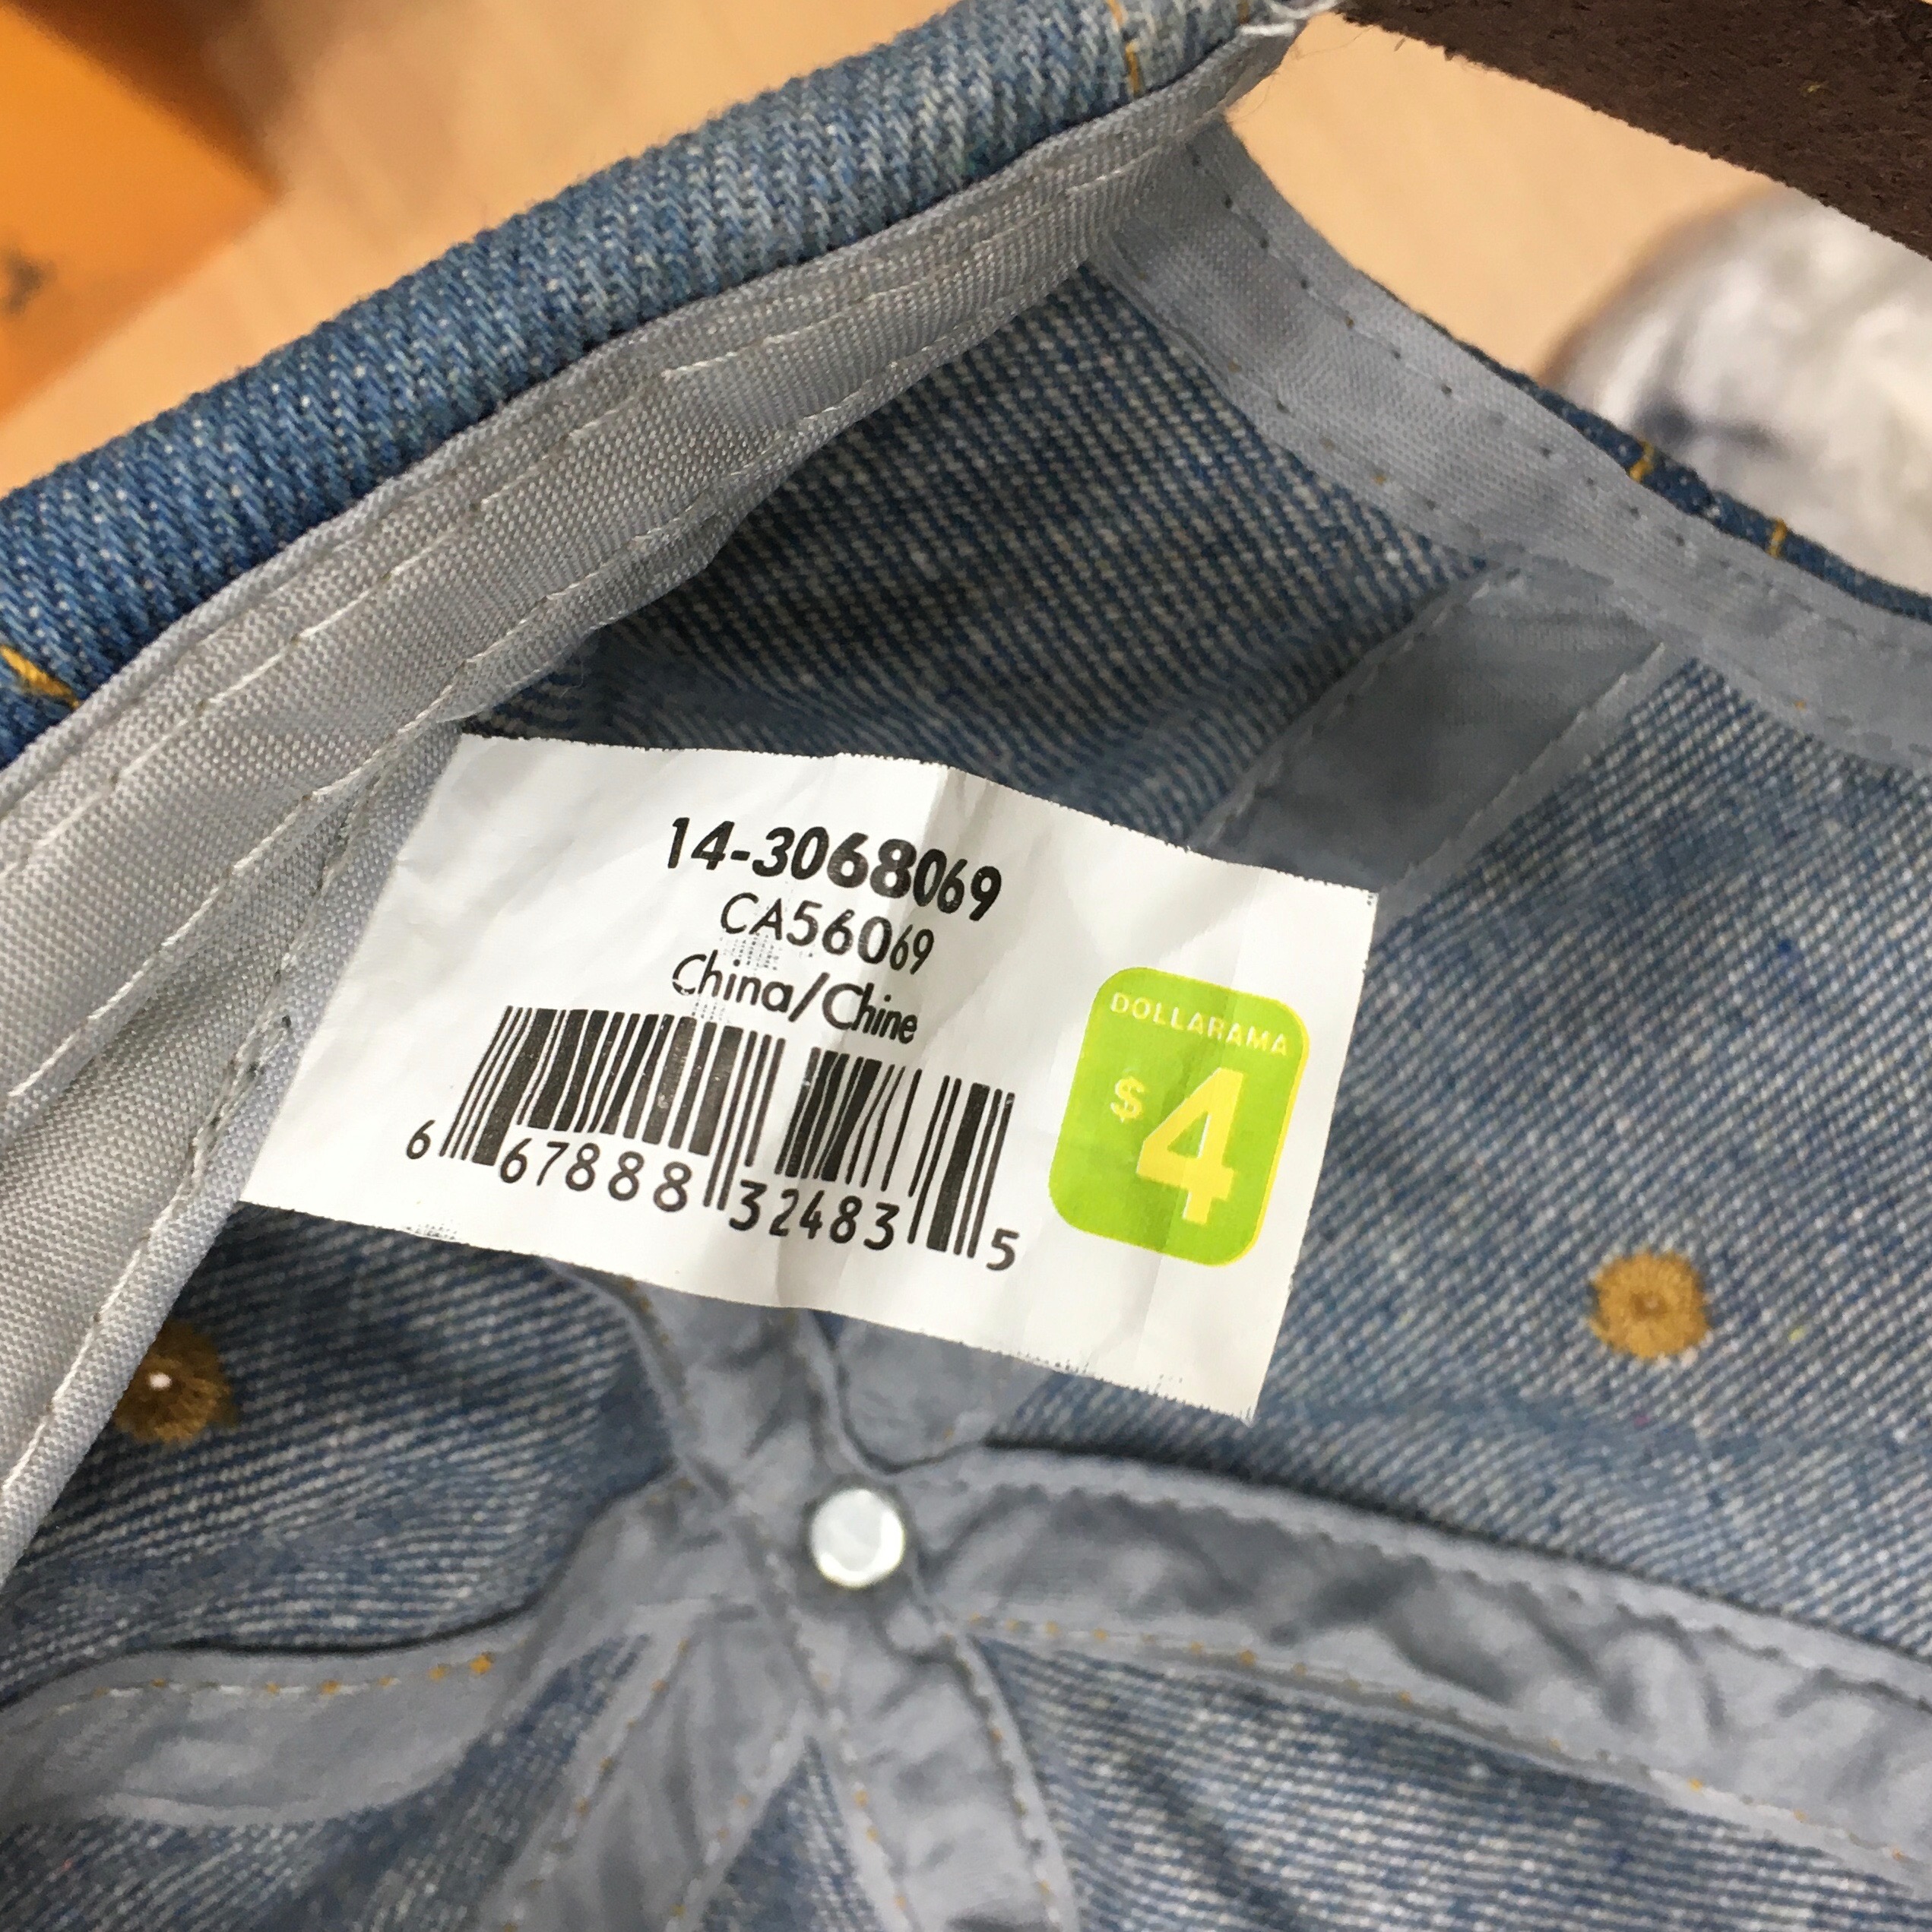 14-3068069
CA56069
China/Chine
6 67888 32483 5
DOLLARAMA
$4